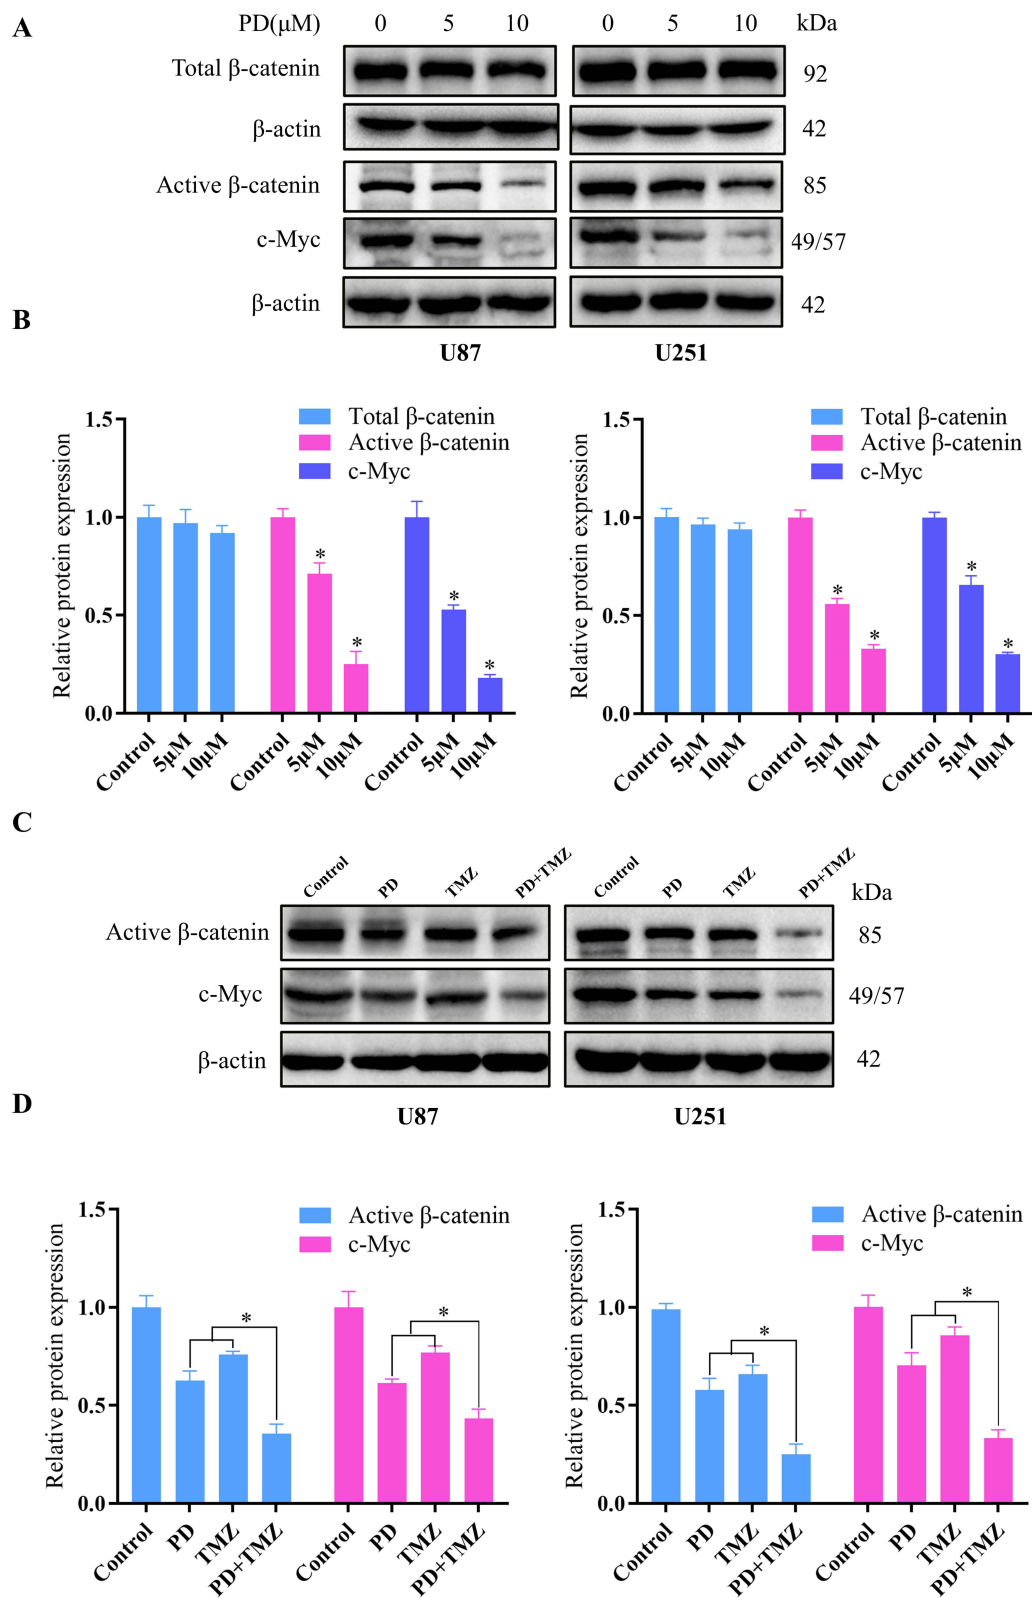 A
PD(μM) 0 5 10 0 5 10 kDa
Total β-catenin 92
β-actin 42
Active β-catenin 85
c-Myc 49/57
β-actin 42
U87 U251
B
Total β-catenin
Active β-catenin
c-Myc
Relative protein expression
1.5
1.0
0.5
0.0
* * * *
Control 5μM 10μM Control 5μM 10μM Control 5μM 10μM
Total β-catenin
Active β-catenin
c-Myc
Relative protein expression
1.5
1.0
0.5
0.0
* * * *
Control 5μM 10μM Control 5μM 10μM Control 5μM 10μM
C
Control PD TMZ PD+TMZ Control PD TMZ PD+TMZ kDa
Active β-catenin 85
c-Myc 49/57
β-actin 42
U87 U251
D
Active β-catenin
c-Myc
Relative protein expression
1.5
1.0
0.5
0.0
* *
Control PD TMZ PD+TMZ Control PD TMZ PD+TMZ
Active β-catenin
c-Myc
Relative protein expression
1.5
1.0
0.5
0.0
* *
Control PD TMZ PD+TMZ Control PD TMZ PD+TMZ